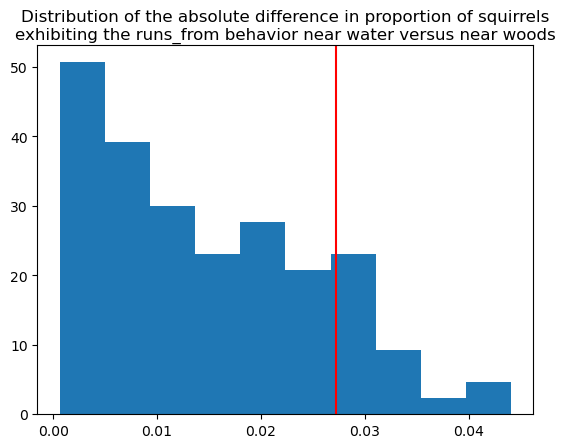 Distribution of the absolute difference in proportion of squirrels
exhibiting the runs_from behavior near water versus near woods
50
40
30
20
10
0
0.00 0.01 0.02 0.03 0.04